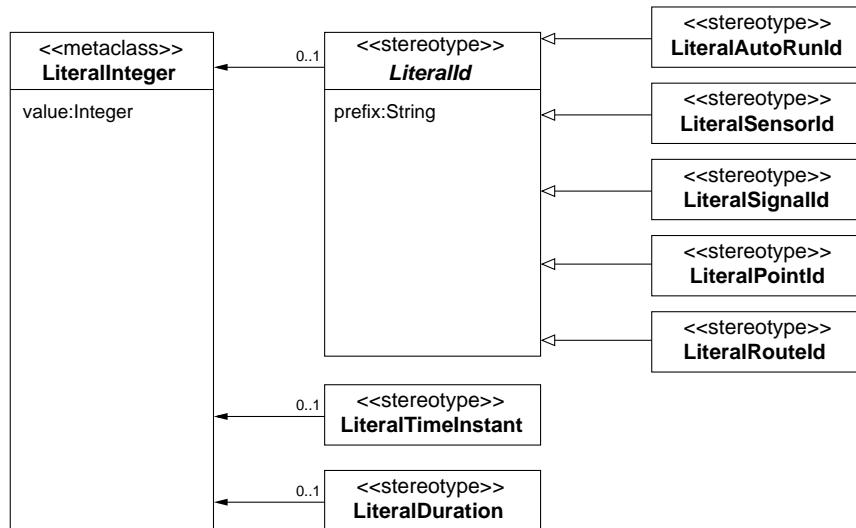 <<metaclass>>
LiteralInteger
value:Integer
0..1
<<stereotype>>
LiteralId
prefix:String
<<stereotype>>
LiteralAutoRunId
<<stereotype>>
LiteralSensorId
<<stereotype>>
LiteralSignalId
<<stereotype>>
LiteralPointId
<<stereotype>>
LiteralRouteId
0..1
<<stereotype>>
LiteralTimeInstant
0..1
<<stereotype>>
LiteralDuration